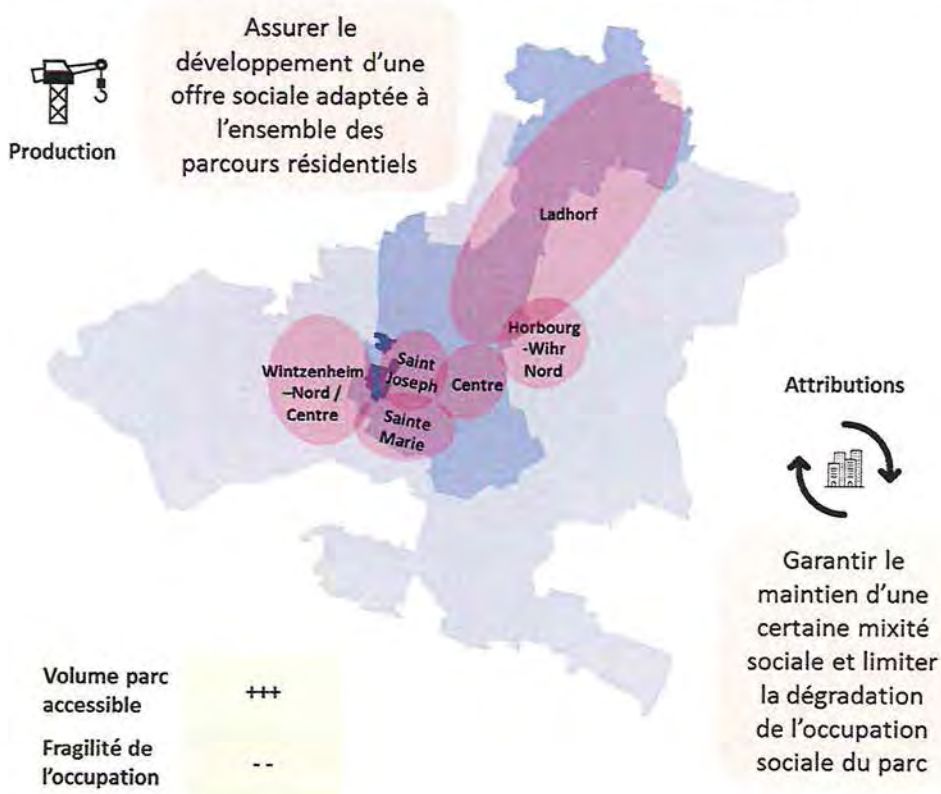 Production
Assurer le
développement d'une
offre sociale adaptée à
l'ensemble des
parcours résidentiels
Ladhorf
Horbourg
-Wihr
Nord
Wintzenheim
–Nord /
Centre
Saint
Joseph
Centre
Sainte
Marie
Attributions
Garantir le
maintien d'une
certaine mixité
sociale et limiter
la dégradation
de l'occupation
sociale du parc
Volume parc
accessible
+++
Fragilité de
l'occupation
--